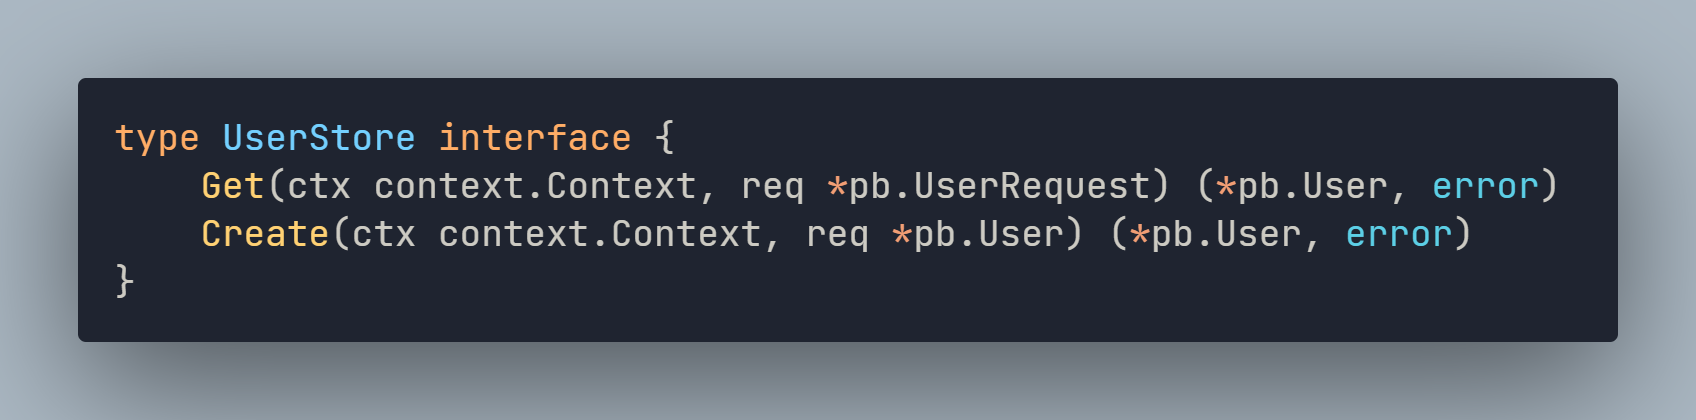 type UserStore interface {
    Get(ctx context.Context, req *pb.UserRequest) (*pb.User, error)
    Create(ctx context.Context, req *pb.User) (*pb.User, error)
}